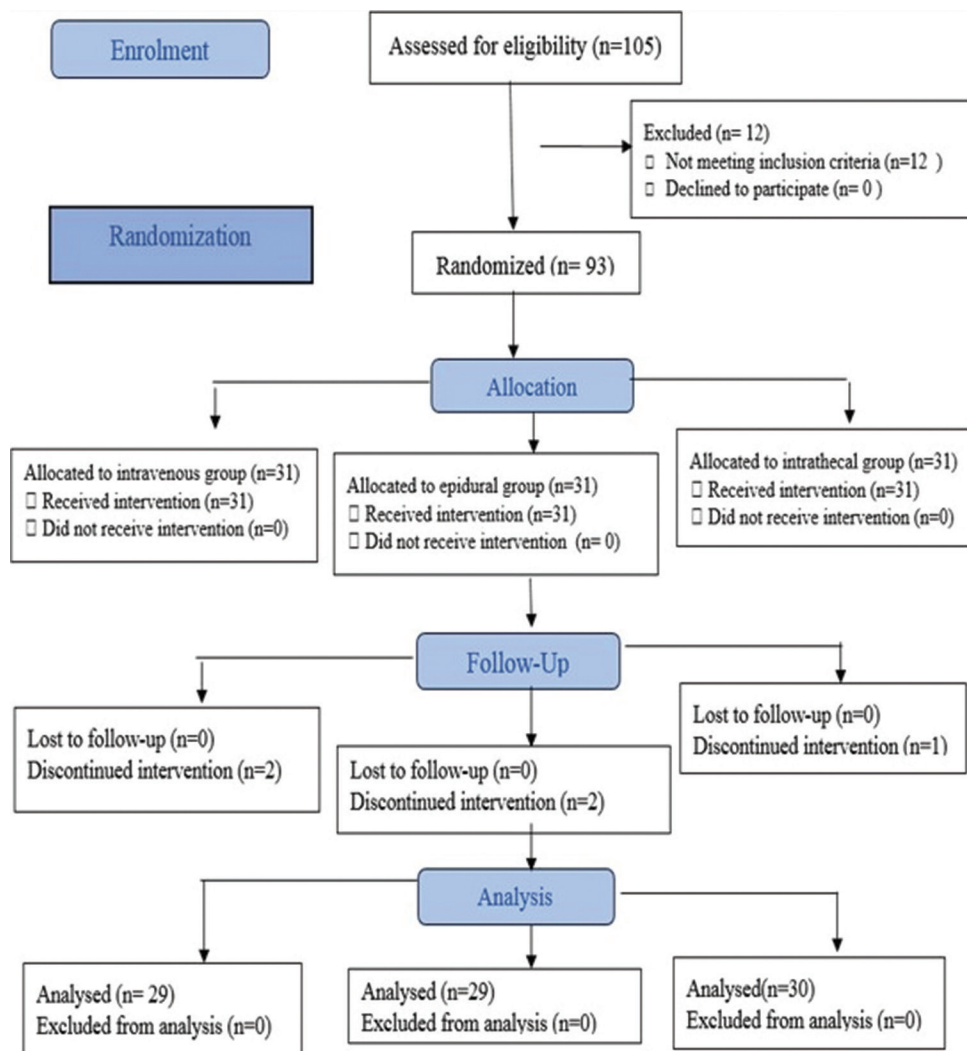 Enrolment
Assessed for eligibility (n=105)
Excluded (n= 12)
▯ Not meeting inclusion criteria (n=12 )
▯ Declined to participate (n= 0 )
Randomization
Randomized (n= 93)
Allocation
Allocated to intravenous group (n=31)
▯ Received intervention (n=31)
▯ Did not receive intervention (n=0)
Allocated to epidural group (n=31)
▯ Received intervention (n=31)
▯ Did not receive intervention (n= 0)
Allocated to intrathecal group (n=31)
▯ Received intervention (n=31)
▯ Did not receive intervention (n=0)
Follow-Up
Lost to follow-up (n=0)
Discontinued intervention (n=2)
Lost to follow-up (n=0)
Discontinued intervention (n=2)
Lost to follow-up (n=0)
Discontinued intervention (n=1)
Analysis
Analysed (n= 29)
Excluded from analysis (n=0)
Analysed (n=29)
Excluded from analysis (n=0)
Analysed(n=30)
Excluded from analysis (n=0)